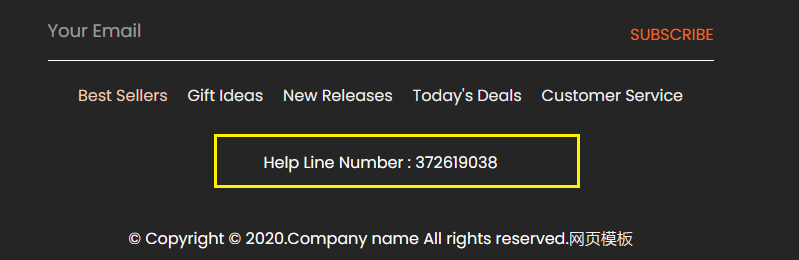 Your Email
SUBSCRIBE
Best Sellers Gift Ideas New Releases Today's Deals Customer Service
Help Line Number : 372619038
© Copyright © 2020.Company name All rights reserved.网页模板